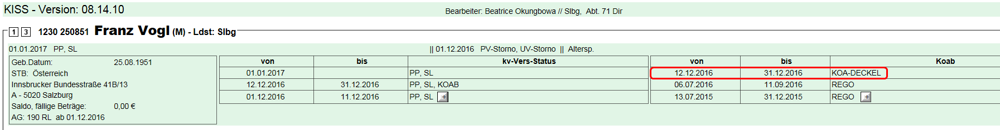 KISS - Version: 08.14.10 Bearbeiter: Beatrice Okungbowa // Slbg, Abt. 71 Dir
1 3 1230 250851 Franz Vogl (M) - Ldst: Slbg
01.01.2017 PP, SL || 01.12.2016 PV-Storno, UV-Storno || Altersp.
Geb.Datum: 25.08.1951
STB: Österreich
Innsbrucker Bundesstraße 41B/13
A - 5020 Salzburg
Saldo, fällige Beträge: 0,00 €
AG: 190 RL ab 01.12.2016
von bis kv-Vers-Status
01.01.2017 PP, SL
12.12.2016 31.12.2016 PP, SL, KOAB
01.12.2016 11.12.2016 PP, SL +
von bis Koab
12.12.2016 31.12.2016 KOA-DECKEL
06.07.2016 11.09.2016 REGO
13.07.2015 31.12.2015 REGO +